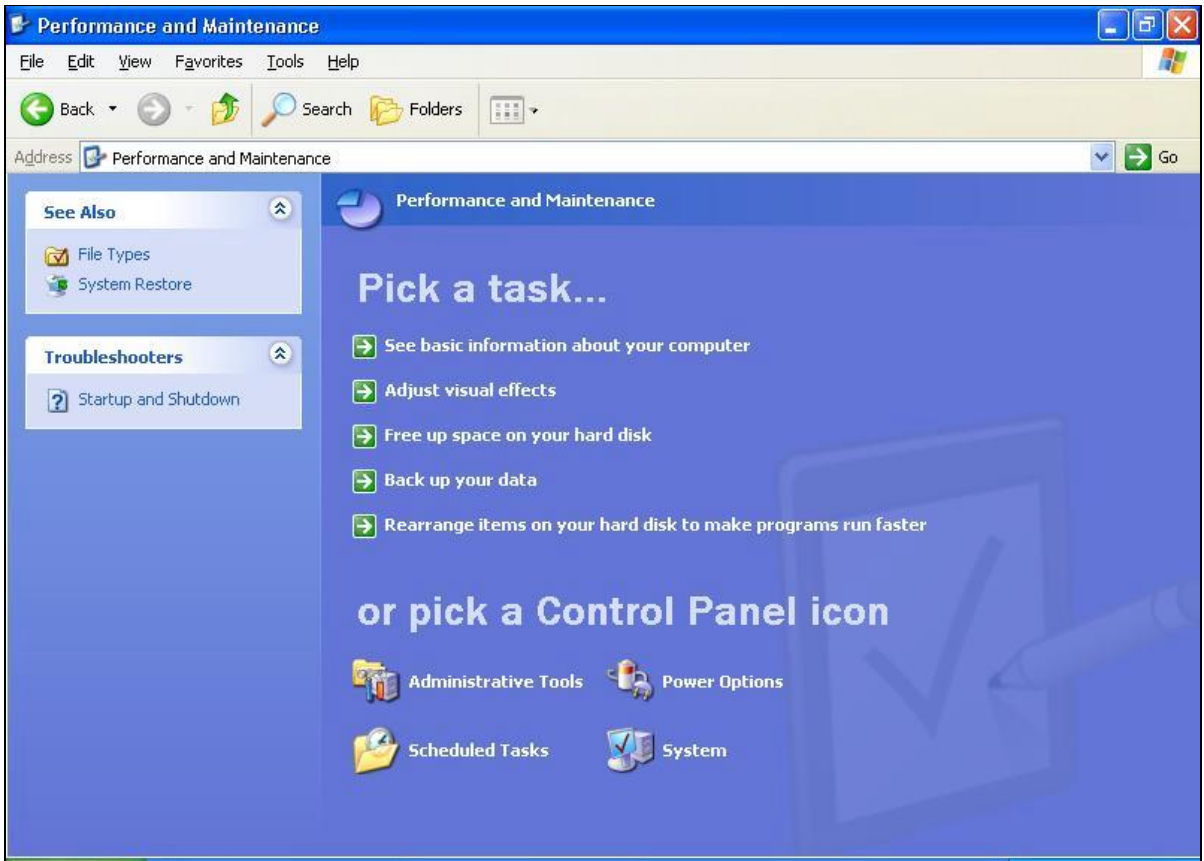 Performance and Maintenance
File Edit View Favorites Tools Help
Back Search Folders
Address Performance and Maintenance Go
See Also
File Types
System Restore
Troubleshooters
Startup and Shutdown
Performance and Maintenance
Pick a task...
See basic information about your computer
Adjust visual effects
Free up space on your hard disk
Back up your data
Rearrange items on your hard disk to make programs run faster
or pick a Control Panel icon
Administrative Tools Power Options
Scheduled Tasks System